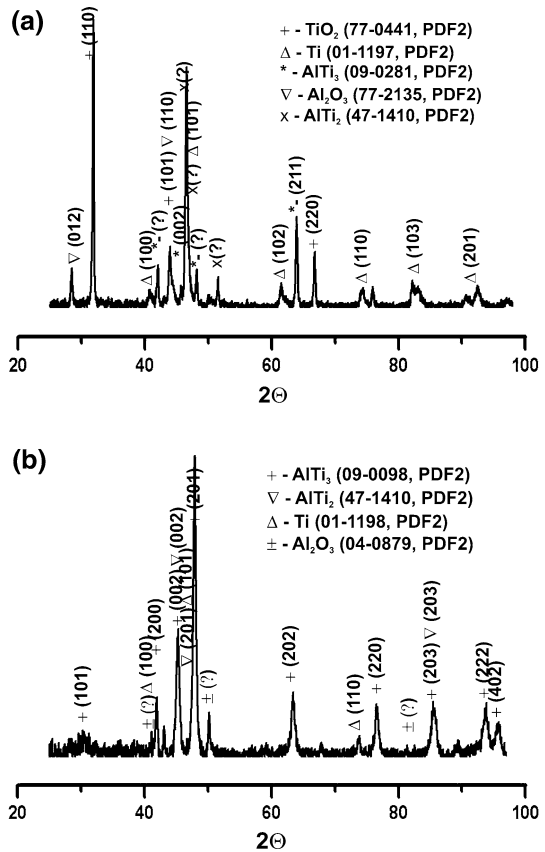 (a)
+ - TiO₂ (77-0441, PDF2)
Δ - Ti (01-1197, PDF2)
* - AlTi₃ (09-0281, PDF2)
∇ - Al₂O₃ (77-2135, PDF2)
x - AlTi₂ (47-1410, PDF2)
∇ (012)
+ (110)
Δ (100)
*- (?)
+ (101) ∇ (110)
* (002)
x(2)
x(?) Δ (101)
*- (?)
x(?)
Δ (102)
*- (211)
+ (220)
Δ (110)
Δ (103)
Δ (201)
20 40 60 80 100
2Θ
(b)
+ - AlTi₃ (09-0098, PDF2)
∇ - AlTi₂ (47-1410, PDF2)
Δ - Ti (01-1198, PDF2)
± - Al₂O₃ (04-0879, PDF2)
+ (101)
± (?) Δ (100)
+ (200)
+ (002) ∇ (002)
∇ (201) Δ (101)
+ (201)
± (?)
+ (202)
Δ (110)
+ (220)
± (?)
+ (203) ∇ (203)
+ (222)
+ (402)
20 40 60 80 100
2Θ